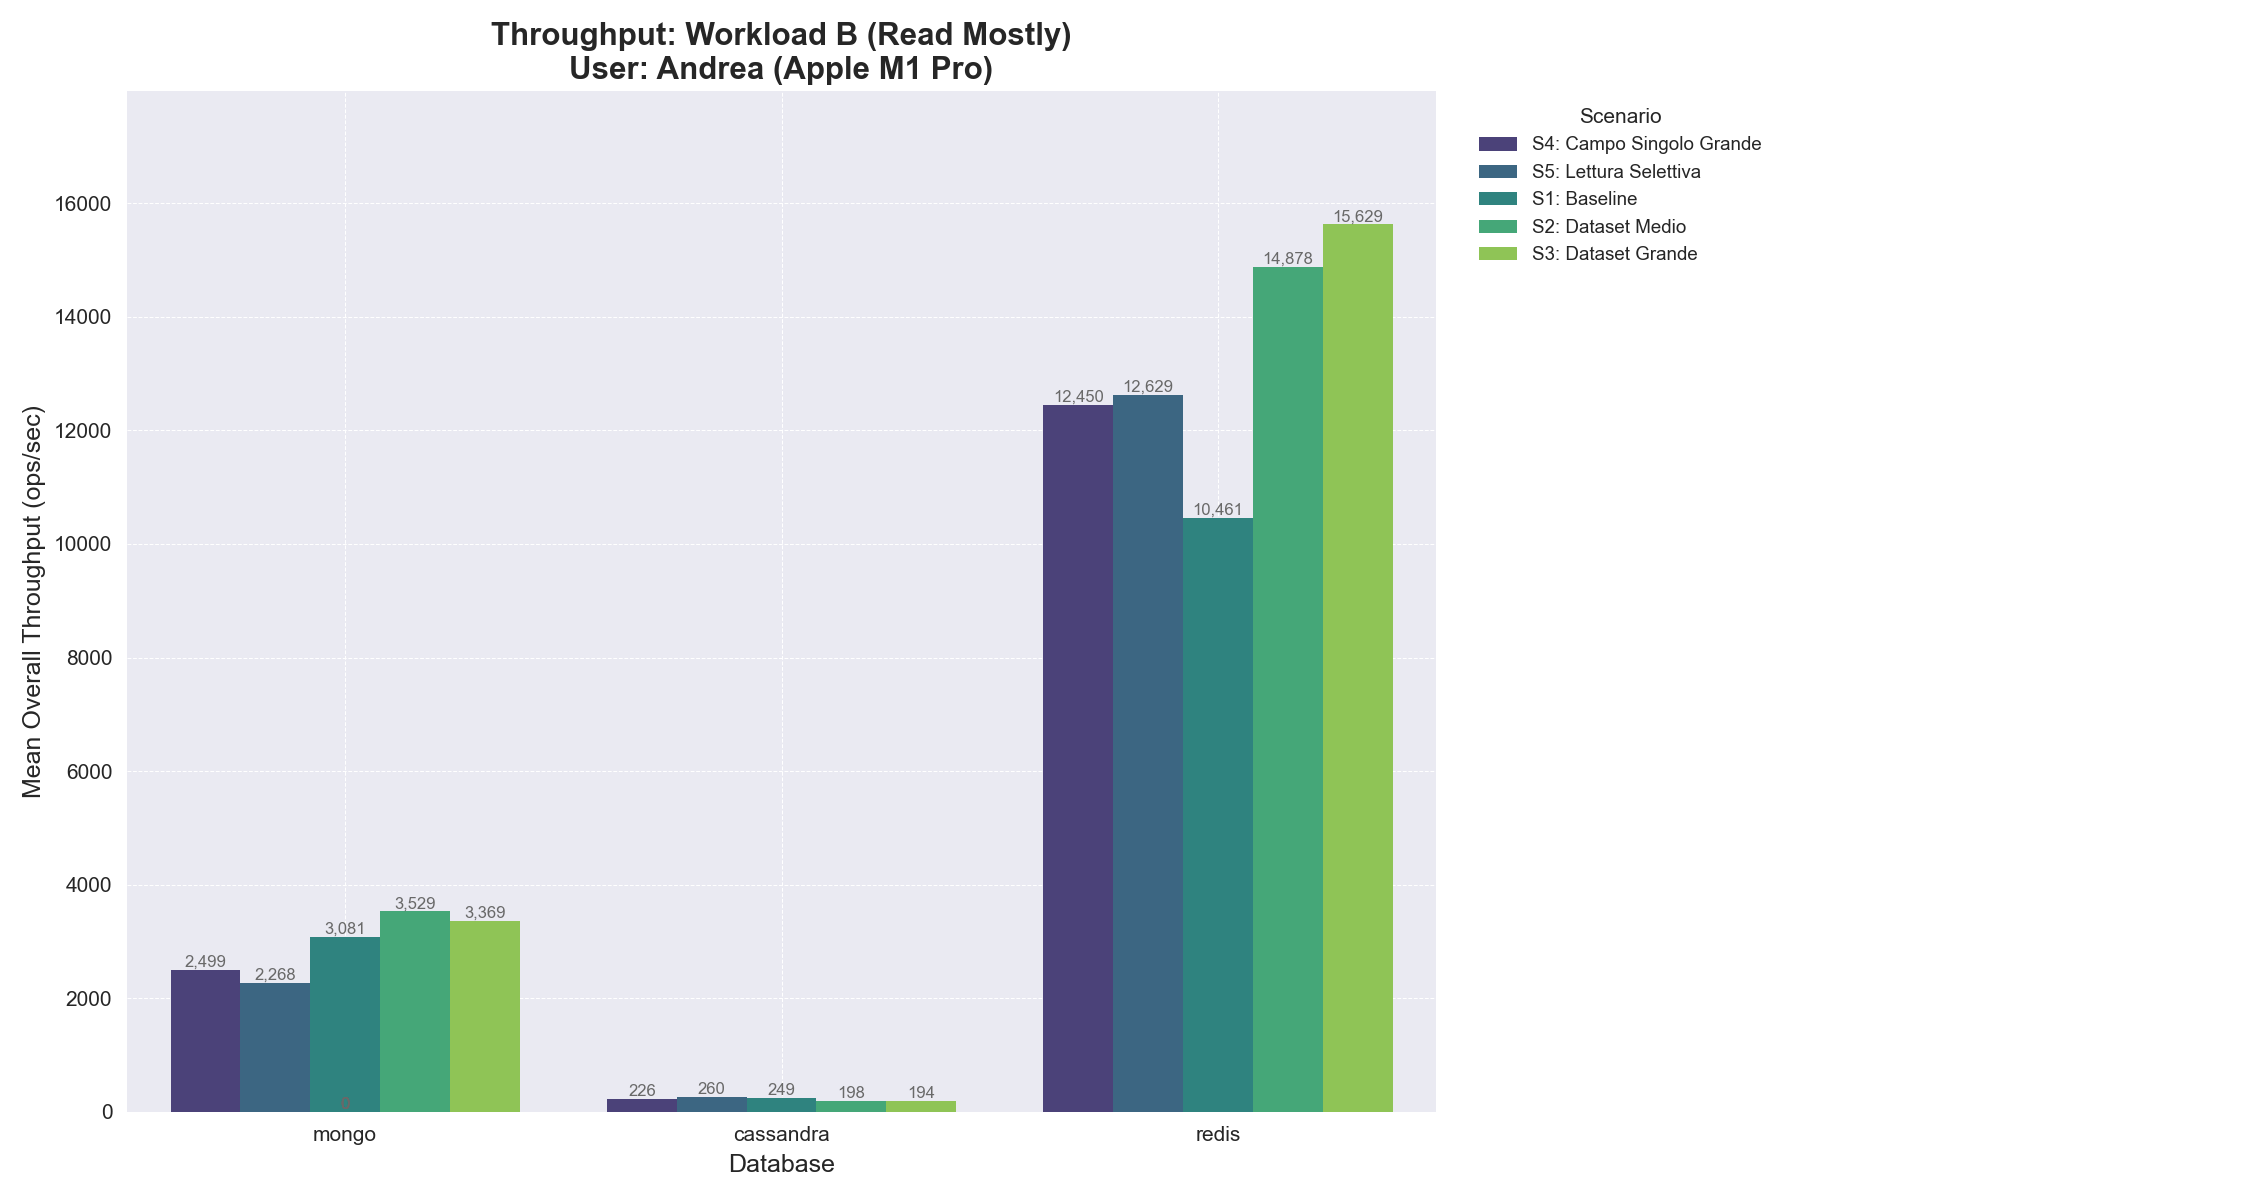 Throughput: Workload B (Read Mostly)
User: Andrea (Apple M1 Pro)
Mean Overall Throughput (ops/sec)
16000
14000
12000
10000
8000
6000
4000
2000
0
2,499
2,268
3,081
3,529
3,369
0
226
260
249
198
194
12,450
12,629
10,461
14,878
15,629
mongo
cassandra
redis
Database
Scenario
S4: Campo Singolo Grande
S5: Lettura Selettiva
S1: Baseline
S2: Dataset Medio
S3: Dataset Grande